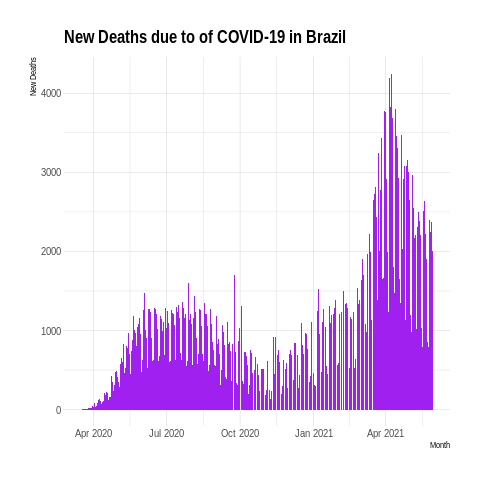 New Deaths due to of COVID-19 in Brazil
New Deaths
4000
3000
2000
1000
0
Apr 2020 Jul 2020 Oct 2020 Jan 2021 Apr 2021
Month